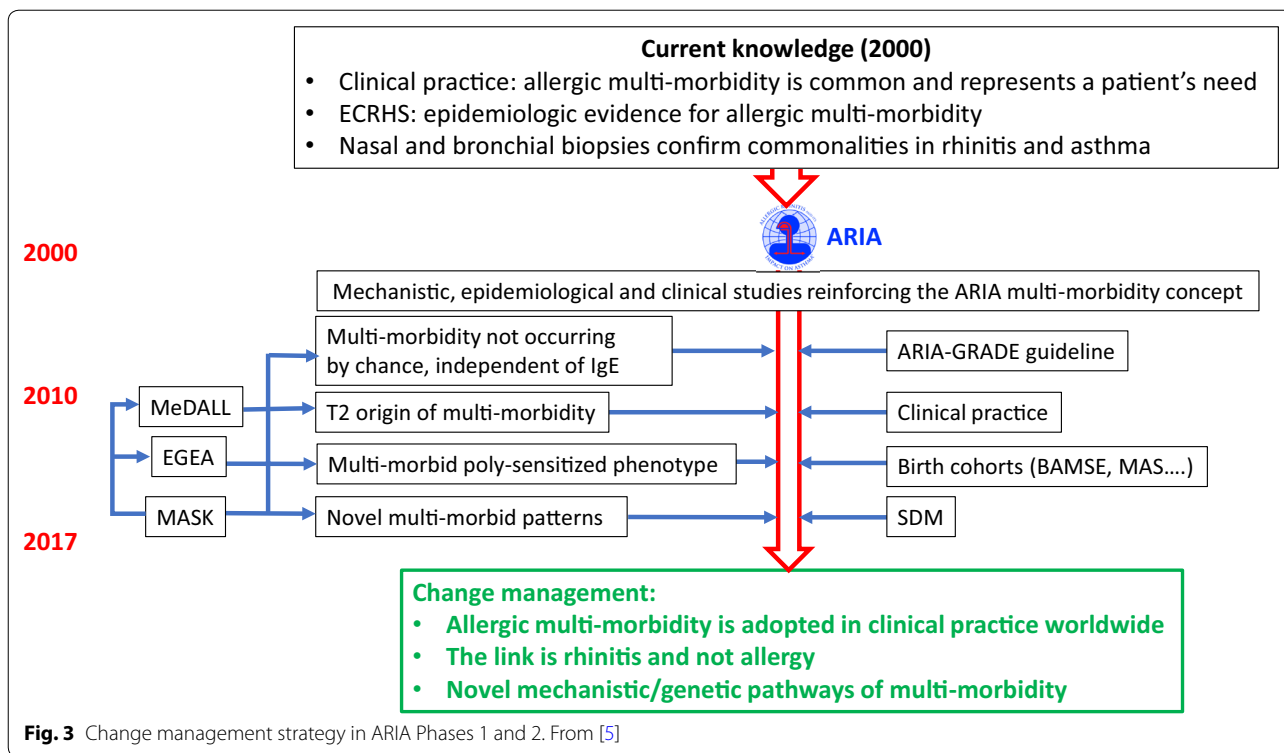 Current knowledge (2000)
• Clinical practice: allergic multi-morbidity is common and represents a patient's need
• ECRHS: epidemiologic evidence for allergic multi-morbidity
• Nasal and bronchial biopsies confirm commonalities in rhinitis and asthma
ARIA
IMPACT ON ASTHMA
2000
Mechanistic, epidemiological and clinical studies reinforcing the ARIA multi-morbidity concept
Multi-morbidity not occurring
by chance, independent of IgE
ARIA-GRADE guideline
2010
MeDALL
T2 origin of multi-morbidity
Clinical practice
EGEA
Multi-morbid poly-sensitized phenotype
Birth cohorts (BAMSE, MAS....)
MASK
Novel multi-morbid patterns
SDM
2017
Change management:
• Allergic multi-morbidity is adopted in clinical practice worldwide
• The link is rhinitis and not allergy
• Novel mechanistic/genetic pathways of multi-morbidity
Fig. 3 Change management strategy in ARIA Phases 1 and 2. From [5]